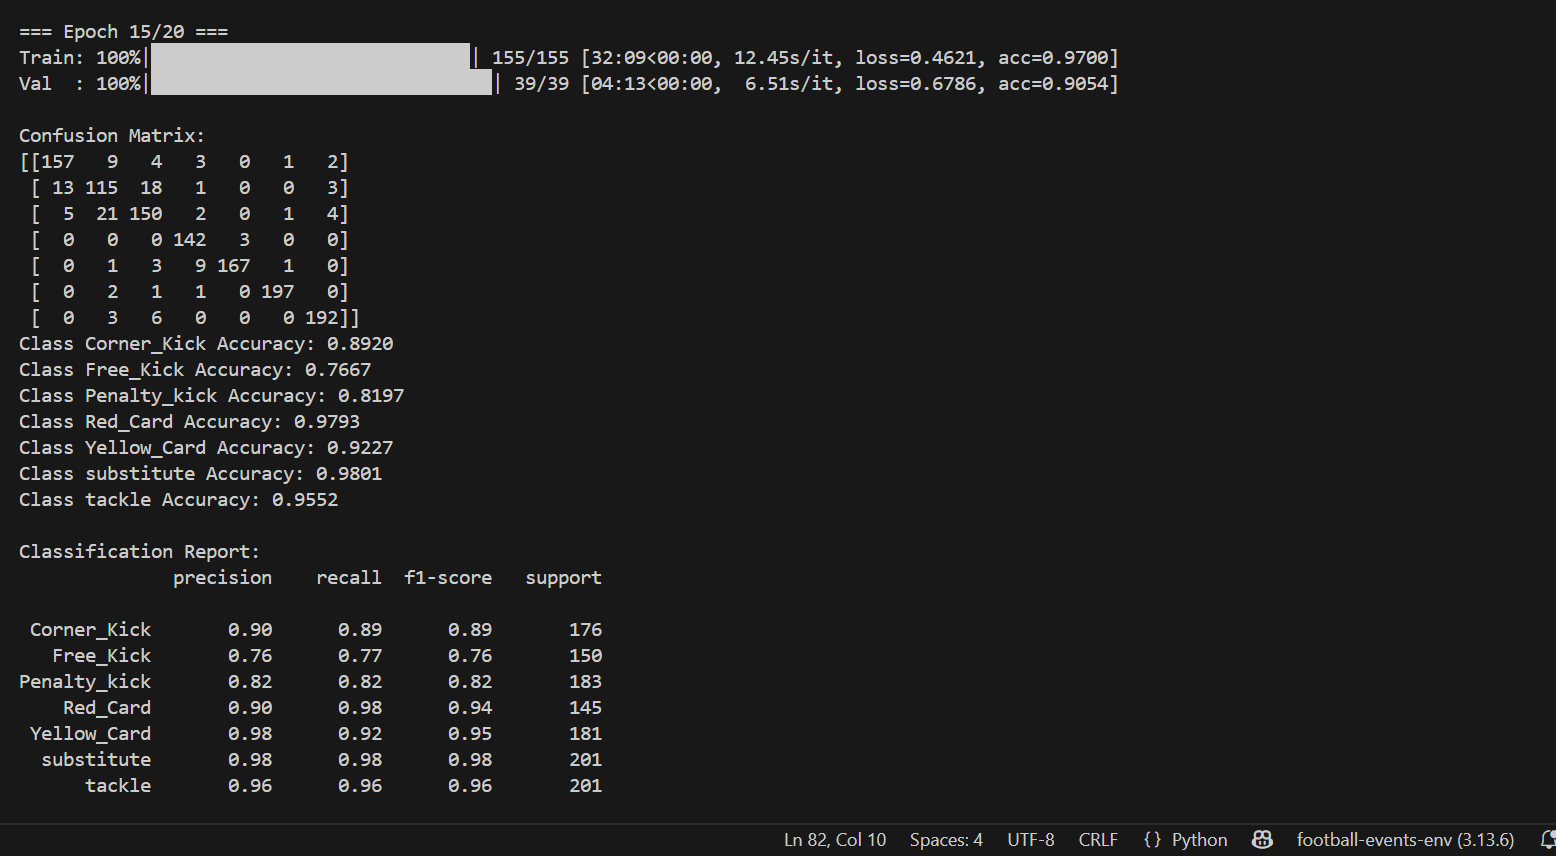 === Epoch 15/20 ===
Train: 100%| | 155/155 [32:09<00:00, 12.45s/it, loss=0.4621, acc=0.9700]
Val  : 100%| | 39/39 [04:13<00:00,  6.51s/it, loss=0.6786, acc=0.9054]
Confusion Matrix:
[[157   9   4   3   0   1   2]
 [ 13 115  18   1   0   0   3]
 [  5  21 150   2   0   1   4]
 [  0   0   0 142   3   0   0]
 [  0   1   3   9 167   1   0]
 [  0   2   1   1   0 197   0]
 [  0   3   6   0   0   0 192]]
Class Corner_Kick Accuracy: 0.8920
Class Free_Kick Accuracy: 0.7667
Class Penalty_kick Accuracy: 0.8197
Class Red_Card Accuracy: 0.9793
Class Yellow_Card Accuracy: 0.9227
Class substitute Accuracy: 0.9801
Class tackle Accuracy: 0.9552
Classification Report:
              precision    recall  f1-score   support
 Corner_Kick       0.90      0.89      0.89       176
   Free_Kick       0.76      0.77      0.76       150
Penalty_kick       0.82      0.82      0.82       183
    Red_Card       0.90      0.98      0.94       145
 Yellow_Card       0.98      0.92      0.95       181
  substitute       0.98      0.98      0.98       201
      tackle       0.96      0.96      0.96       201
Ln 82, Col 10 Spaces: 4 UTF-8 CRLF {} Python football-events-env (3.13.6)